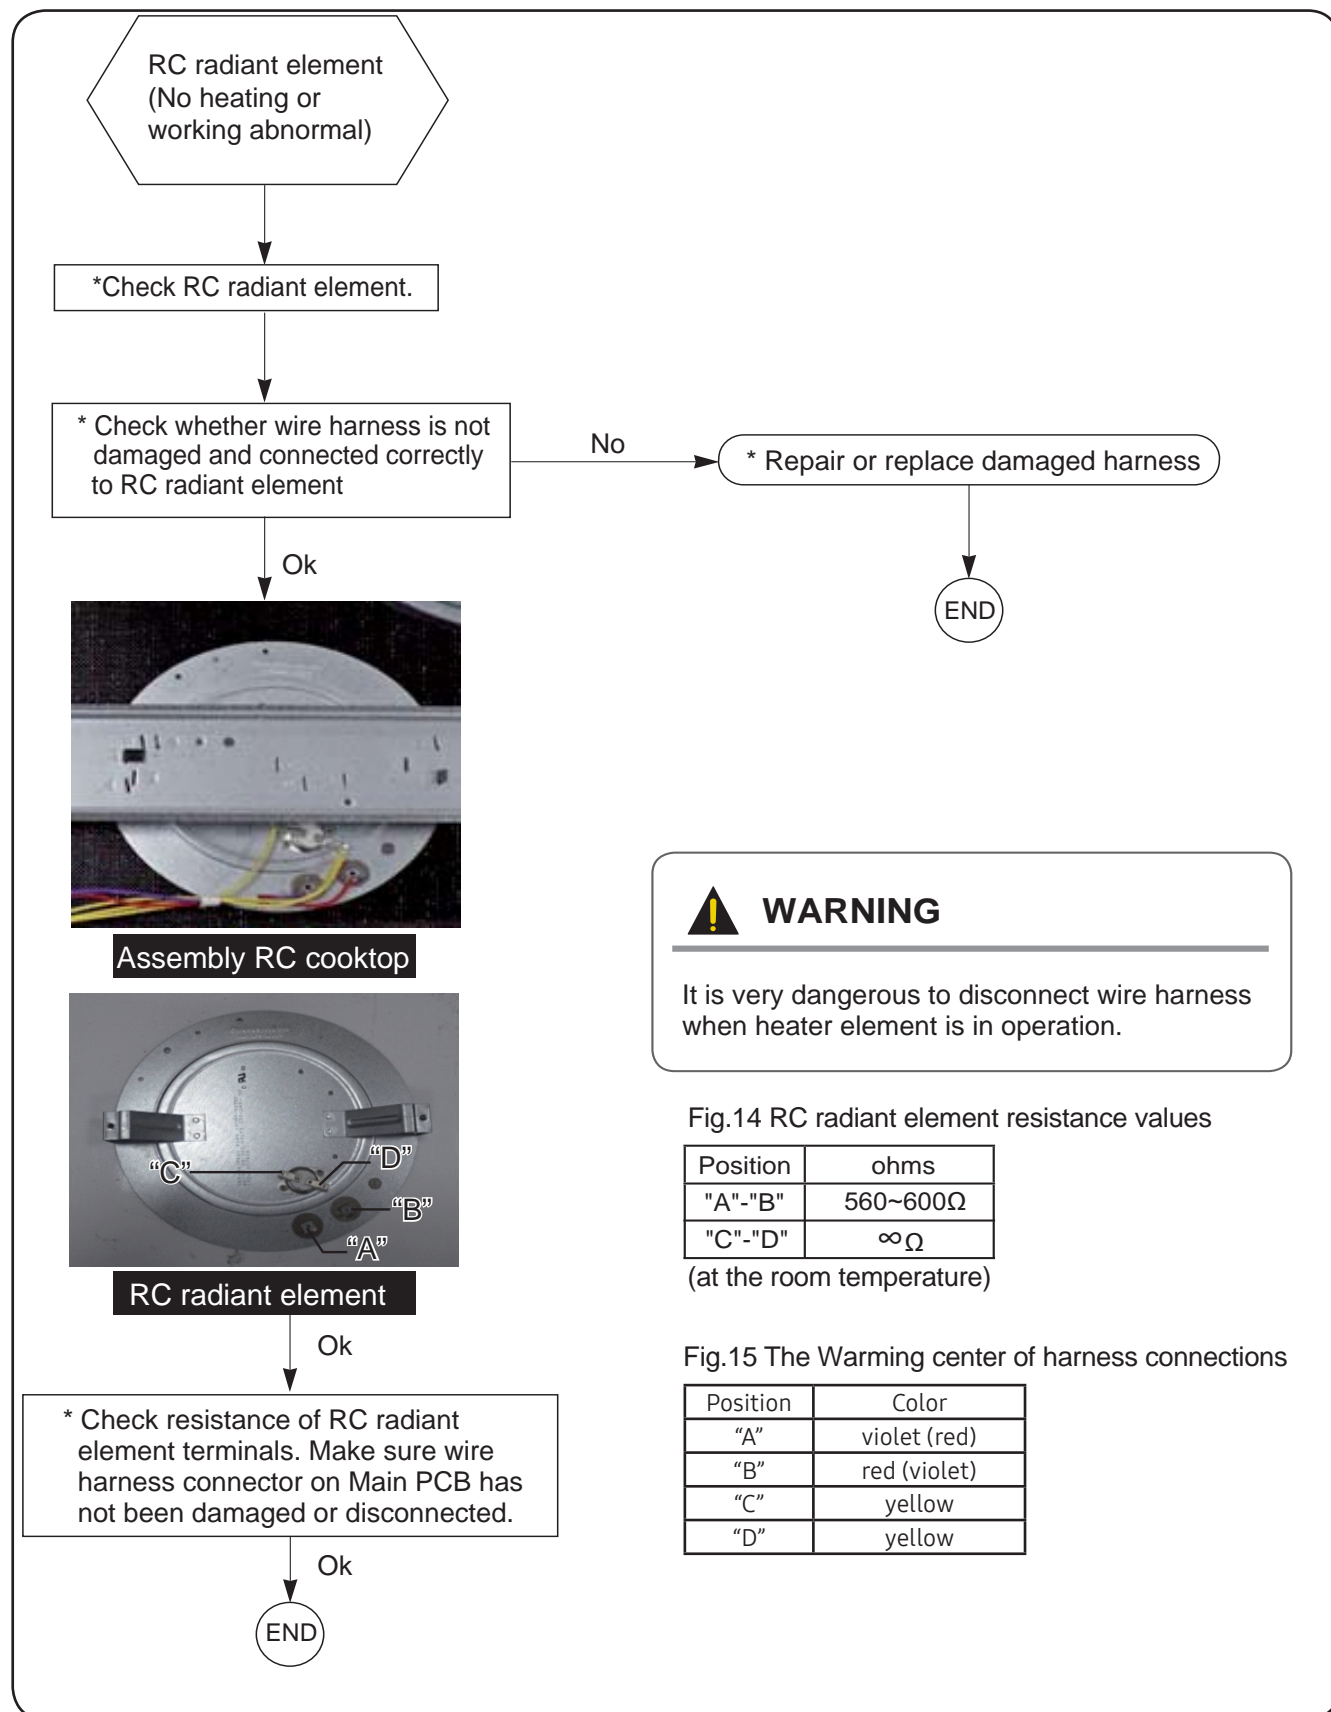 RC radiant element
(No heating or
working abnormal)
*Check RC radiant element.
* Check whether wire harness is not
damaged and connected correctly
to RC radiant element
No
* Repair or replace damaged harness
Ok
END
Assembly RC cooktop
WARNING
It is very dangerous to disconnect wire harness
when heater element is in operation.
“C”
“D”
“B”
“A”
RC radiant element
Fig.14 RC radiant element resistance values
Position ohms
"A"-"B" 560~600Ω
"C"-"D" ∞Ω
(at the room temperature)
Ok
Fig.15 The Warming center of harness connections
Position Color
“A” violet (red)
“B” red (violet)
“C” yellow
“D” yellow
* Check resistance of RC radiant
element terminals. Make sure wire
harness connector on Main PCB has
not been damaged or disconnected.
Ok
END